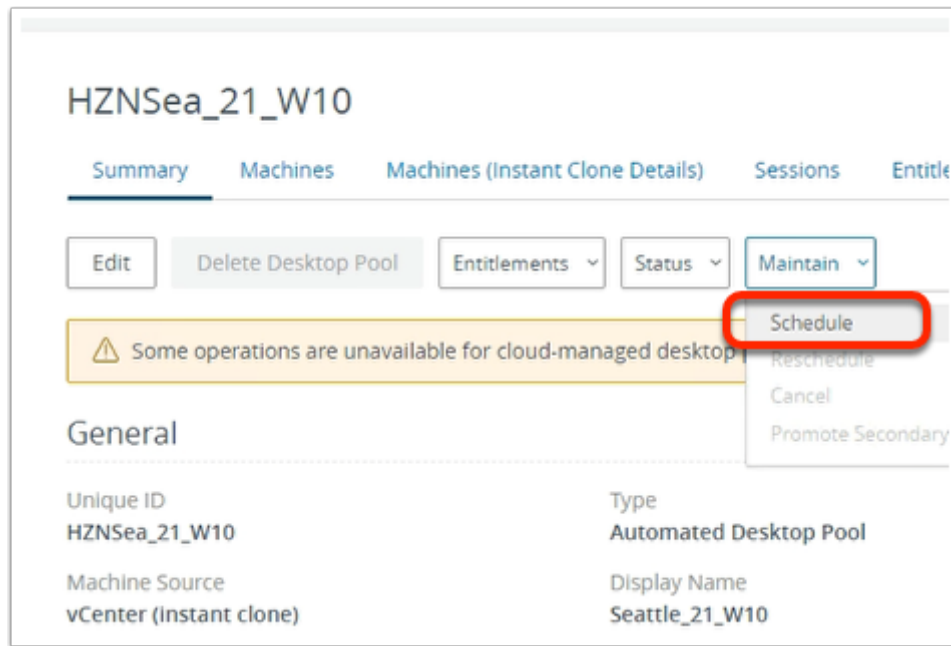 HZNSea_21_W10
Summary Machines Machines (Instant Clone Details) Sessions Entitle
Edit Delete Desktop Pool Entitlements Status Maintain
Schedule
Some operations are unavailable for cloud-managed desktop
Reschedule
Cancel
General
Promote Secondary
Unique ID Type
HZNSea_21_W10 Automated Desktop Pool
Machine Source Display Name
vCenter (instant clone) Seattle_21_W10